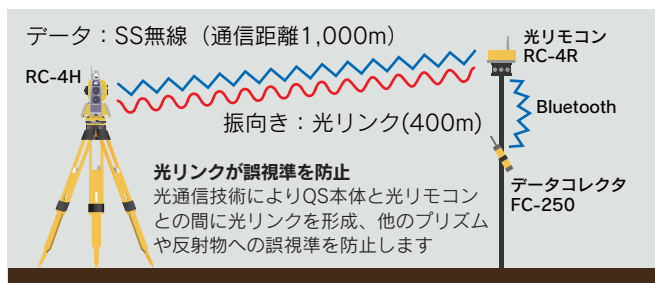 データ：SS無線（通信距離1,000m）
光リモコン
RC-4R
RC-4H
Bluetooth
振向き：光リンク(400m)
光リンクが誤視準を防止
光通信技術によりQS本体と光リモコン
との間に光リンクを形成、他のプリズム
や反射物への誤視準を防止します
データコレクタ
FC-250